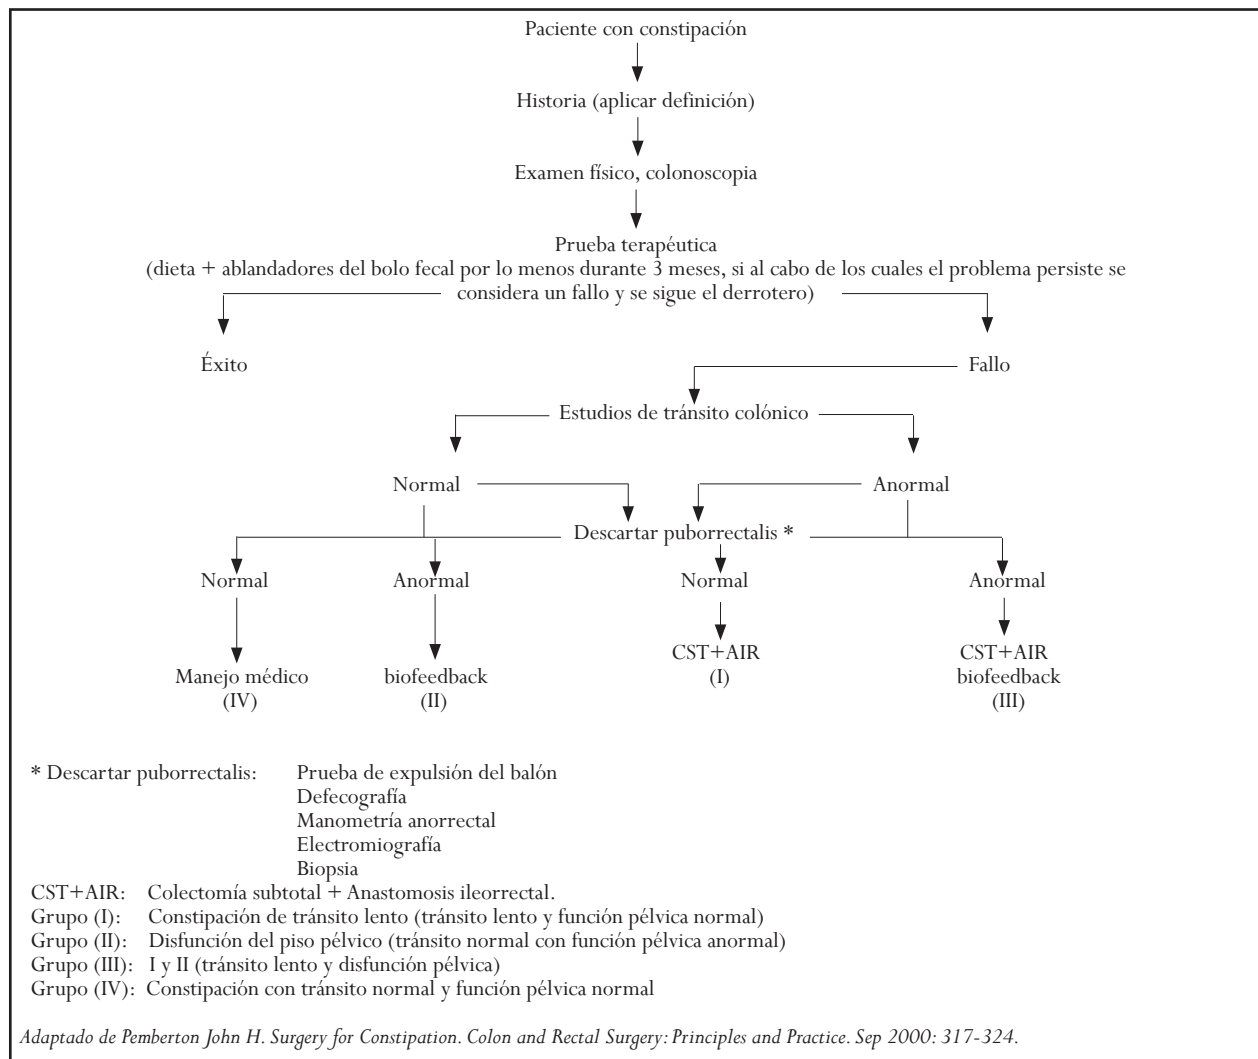 Paciente con constipación
Historia (aplicar definición)
Examen físico, colonoscopia
Prueba terapéutica
(dieta + ablandadores del bolo fecal por lo menos durante 3 meses, si al cabo de los cuales el problema persiste se
considera un fallo y se sigue el derrotero)
Éxito
Fallo
Estudios de tránsito colónico
Normal
Anormal
Descartar puborrectalis *
Normal
Anormal
Normal
Anormal
Manejo médico
(IV)
biofeedback
(II)
CST+AIR
(I)
CST+AIR
biofeedback
(III)
* Descartar puborrectalis: Prueba de expulsión del balón
Defecografía
Manometría anorrectal
Electromiografía
Biopsia
CST+AIR: Colectomía subtotal + Anastomosis ileorrectal.
Grupo (I): Constipación de tránsito lento (tránsito lento y función pélvica normal)
Grupo (II): Disfunción del piso pélvico (tránsito normal con función pélvica anormal)
Grupo (III): I y II (tránsito lento y disfunción pélvica)
Grupo (IV): Constipación con tránsito normal y función pélvica normal
Adaptado de Pemberton John H. Surgery for Constipation. Colon and Rectal Surgery: Principles and Practice. Sep 2000: 317-324.